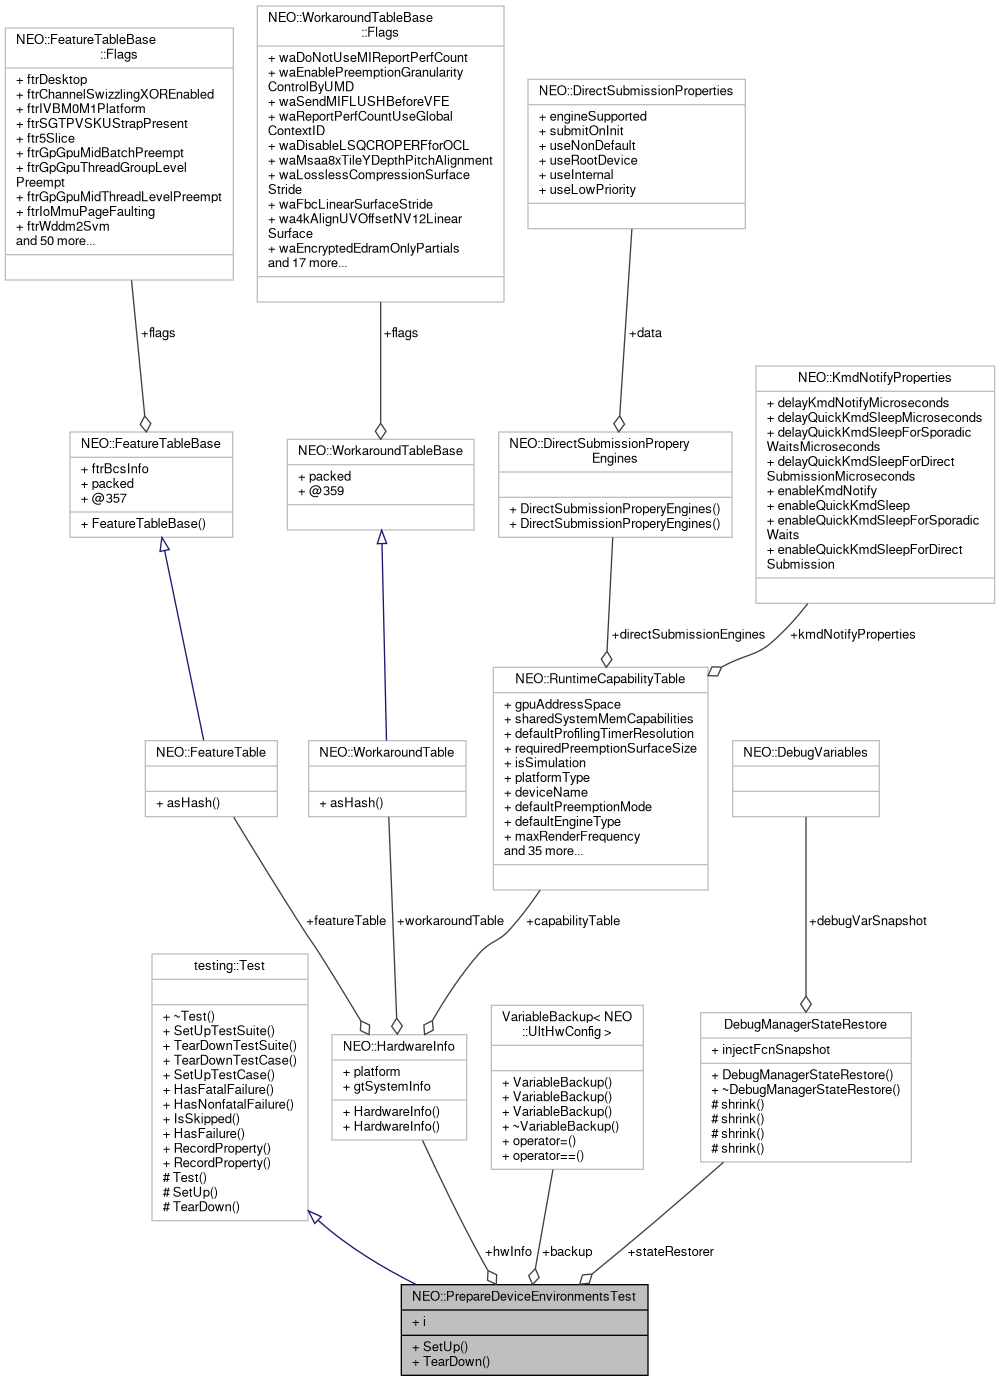 NEO::FeatureTableBase
::Flags
+ ftrDesktop
+ ftrChannelSwizzlingXOREnabled
+ ftrIVBM0M1Platform
+ ftrSGTPVSKUStrapPresent
+ ftr5Slice
+ ftrGpGpuMidBatchPreempt
+ ftrGpGpuThreadGroupLevel
Preempt
+ ftrGpGpuMidThreadLevelPreempt
+ ftrIoMmuPageFaulting
+ ftrWddm2Svm
and 50 more...
NEO::WorkaroundTableBase
::Flags
+ waDoNotUseMIReportPerfCount
+ waEnablePreemptionGranularity
ControlByUMD
+ waSendMIFLUSHBeforeVFE
+ waReportPerfCountUseGlobal
ContextID
+ waDisableLSQCROPERFforOCL
+ waMsaa8xTileYDepthPitchAlignment
+ waLosslessCompressionSurface
Stride
+ waFbcLinearSurfaceStride
+ wa4kAlignUVOffsetNV12Linear
Surface
+ waEncryptedEdramOnlyPartials
and 17 more...
NEO::DirectSubmissionProperties
+ engineSupported
+ submitOnInit
+ useNonDefault
+ useRootDevice
+ useInternal
+ useLowPriority
+flags
+flags
+data
NEO::KmdNotifyProperties
+ delayKmdNotifyMicroseconds
+ delayQuickKmdSleepMicroseconds
+ delayQuickKmdSleepForSporadic
WaitsMicroseconds
+ delayQuickKmdSleepForDirect
SubmissionMicroseconds
+ enableKmdNotify
+ enableQuickKmdSleep
+ enableQuickKmdSleepForSporadic
Waits
+ enableQuickKmdSleepForDirect
Submission
NEO::FeatureTableBase
+ ftrBcsInfo
+ packed
+ @357
+ FeatureTableBase()
NEO::WorkaroundTableBase
+ packed
+ @359
NEO::DirectSubmissionPropery
Engines
+ DirectSubmissionProperyEngines()
+ DirectSubmissionProperyEngines()
+directSubmissionEngines
+kmdNotifyProperties
NEO::FeatureTable
+ asHash()
NEO::WorkaroundTable
+ asHash()
NEO::RuntimeCapabilityTable
+ gpuAddressSpace
+ sharedSystemMemCapabilities
+ defaultProfilingTimerResolution
+ requiredPreemptionSurfaceSize
+ isSimulation
+ platformType
+ deviceName
+ defaultPreemptionMode
+ defaultEngineType
+ maxRenderFrequency
and 35 more...
NEO::DebugVariables
+featureTable
+workaroundTable
+capabilityTable
+debugVarSnapshot
testing::Test
+ ~Test()
+ SetUpTestSuite()
+ TearDownTestSuite()
+ TearDownTestCase()
+ SetUpTestCase()
+ HasFatalFailure()
+ HasNonfatalFailure()
+ IsSkipped()
+ HasFailure()
+ RecordProperty()
+ RecordProperty()
# Test()
# SetUp()
# TearDown()
NEO::HardwareInfo
+ platform
+ gtSystemInfo
+ HardwareInfo()
+ HardwareInfo()
VariableBackup< NEO
::UltHwConfig >
+ VariableBackup()
+ VariableBackup()
+ VariableBackup()
+ ~VariableBackup()
+ operator=()
+ operator==()
DebugManagerStateRestore
+ injectFcnSnapshot
+ DebugManagerStateRestore()
+ ~DebugManagerStateRestore()
# shrink()
# shrink()
# shrink()
# shrink()
+hwInfo
+backup
+stateRestorer
NEO::PrepareDeviceEnvironmentsTest
+ i
+ SetUp()
+ TearDown()